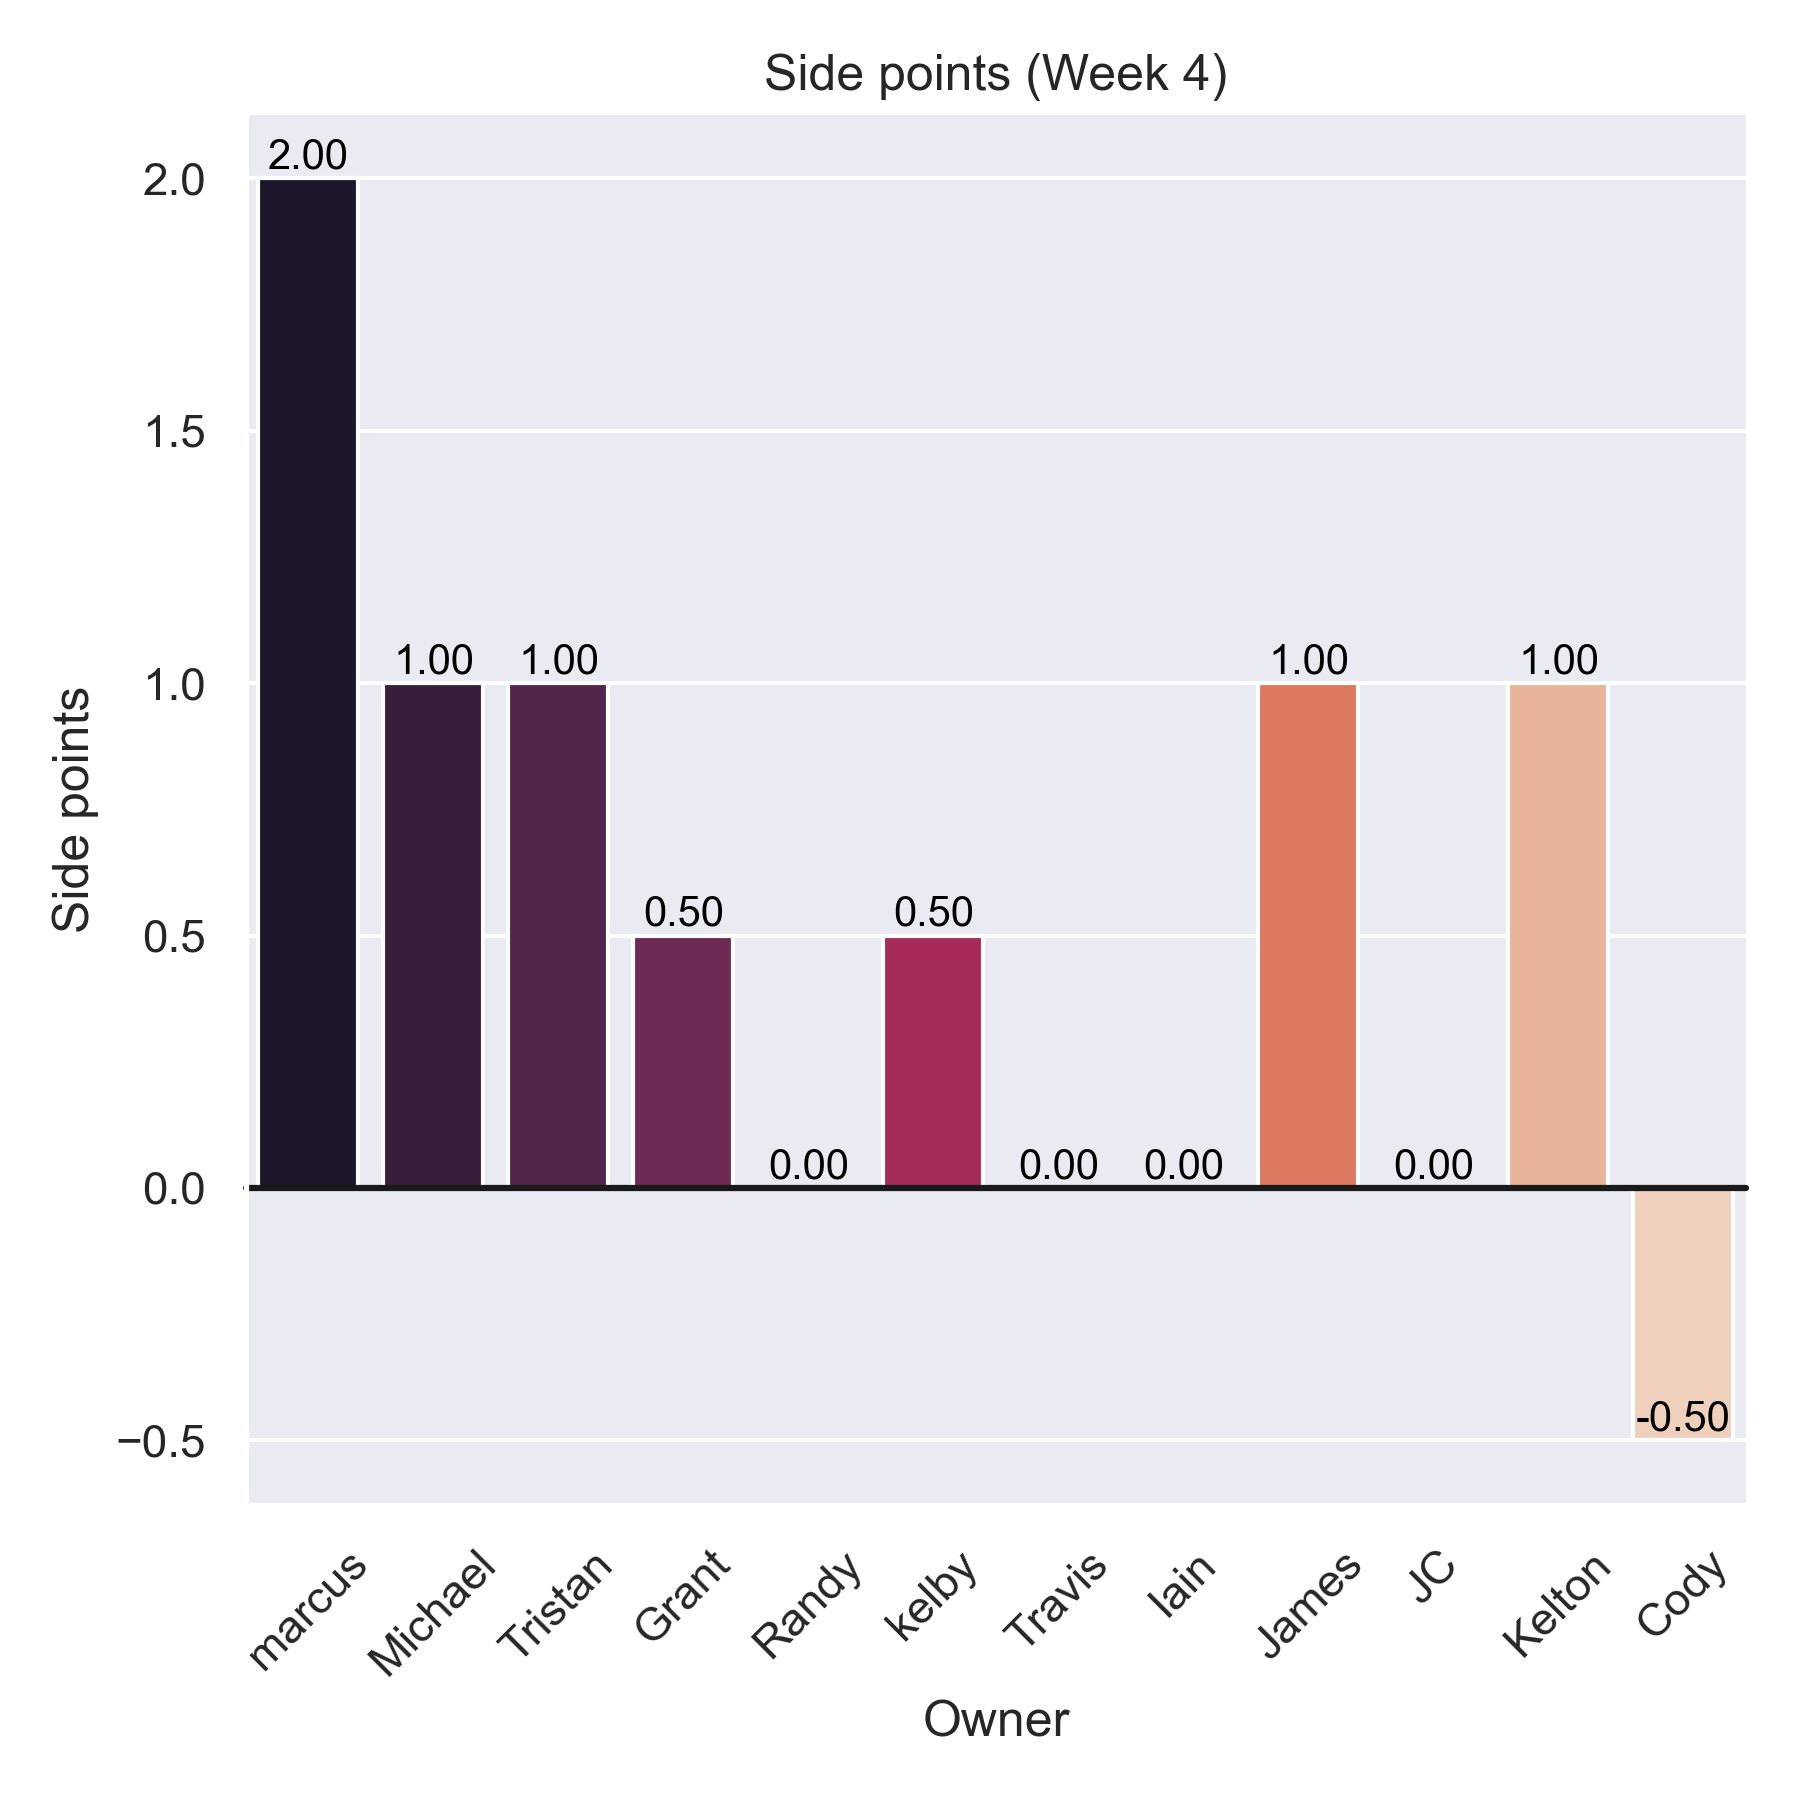 Side points (Week 4)
2.00
2.0
1.5
1.00 1.00 1.00 1.00
1.0
0.50 0.50
0.5
0.00 0.00 0.00 0.00
0.0
-0.50
−0.5
Side points
marcus Michael Tristan Grant Randy kelby Travis Iain James JC Kelton Cody
Owner